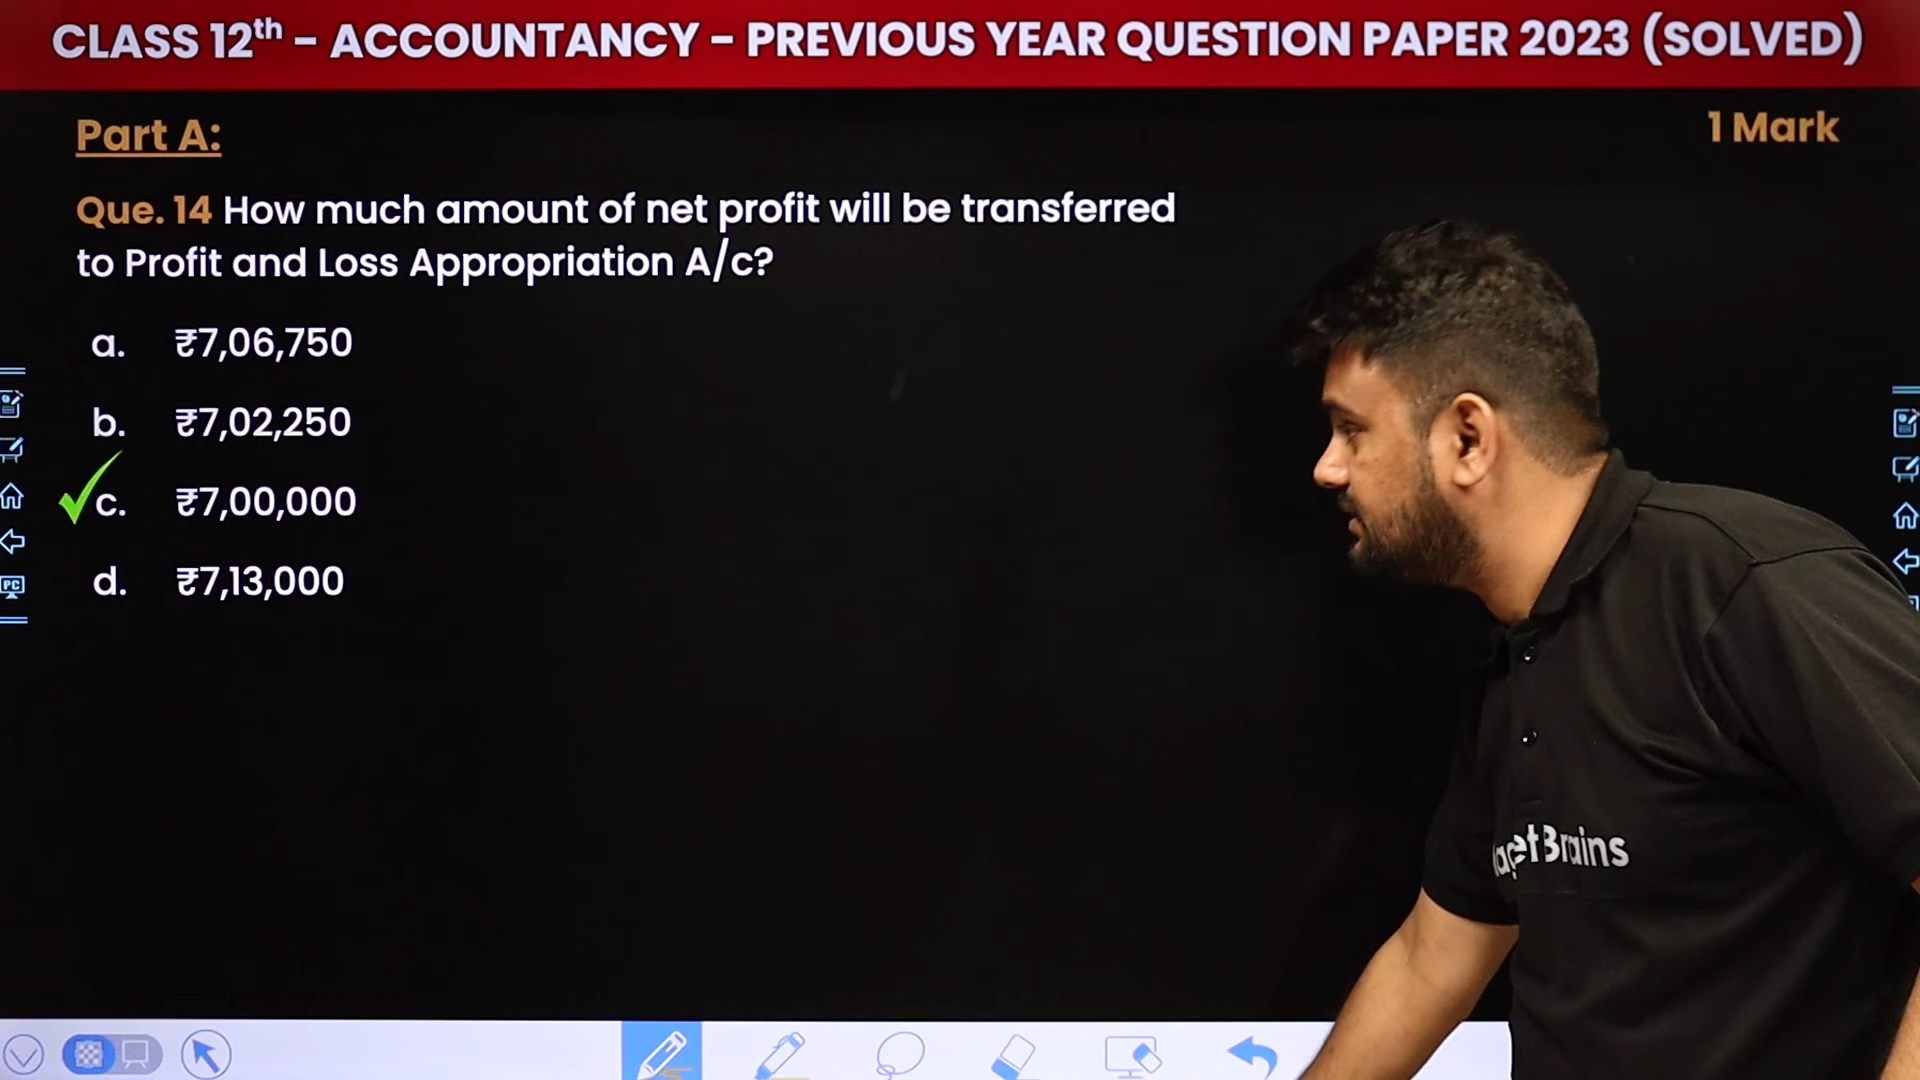 CLASS 12th - ACCOUNTANCY - PREVIOUS YEAR QUESTION PAPER 2023 (SOLVED)
Part A:
1 Mark
Que. 14 How much amount of net profit will be transferred
to Profit and Loss Appropriation A/c?
a. ₹7,06,750
b. ₹7,02,250
c. ₹7,00,000
d. ₹7,13,000
PC
etBrains